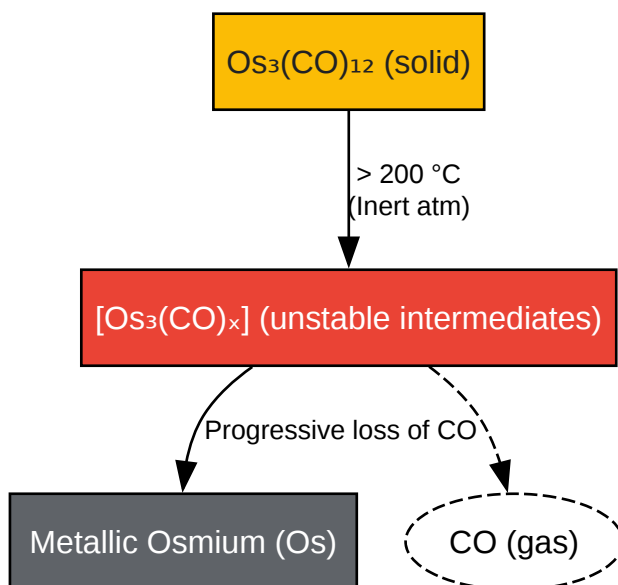 Os₃(CO)₁₂ (solid)
> 200 °C
(Inert atm)
[Os₃(CO)ₓ] (unstable intermediates)
Progressive loss of CO
Metallic Osmium (Os)
CO (gas)